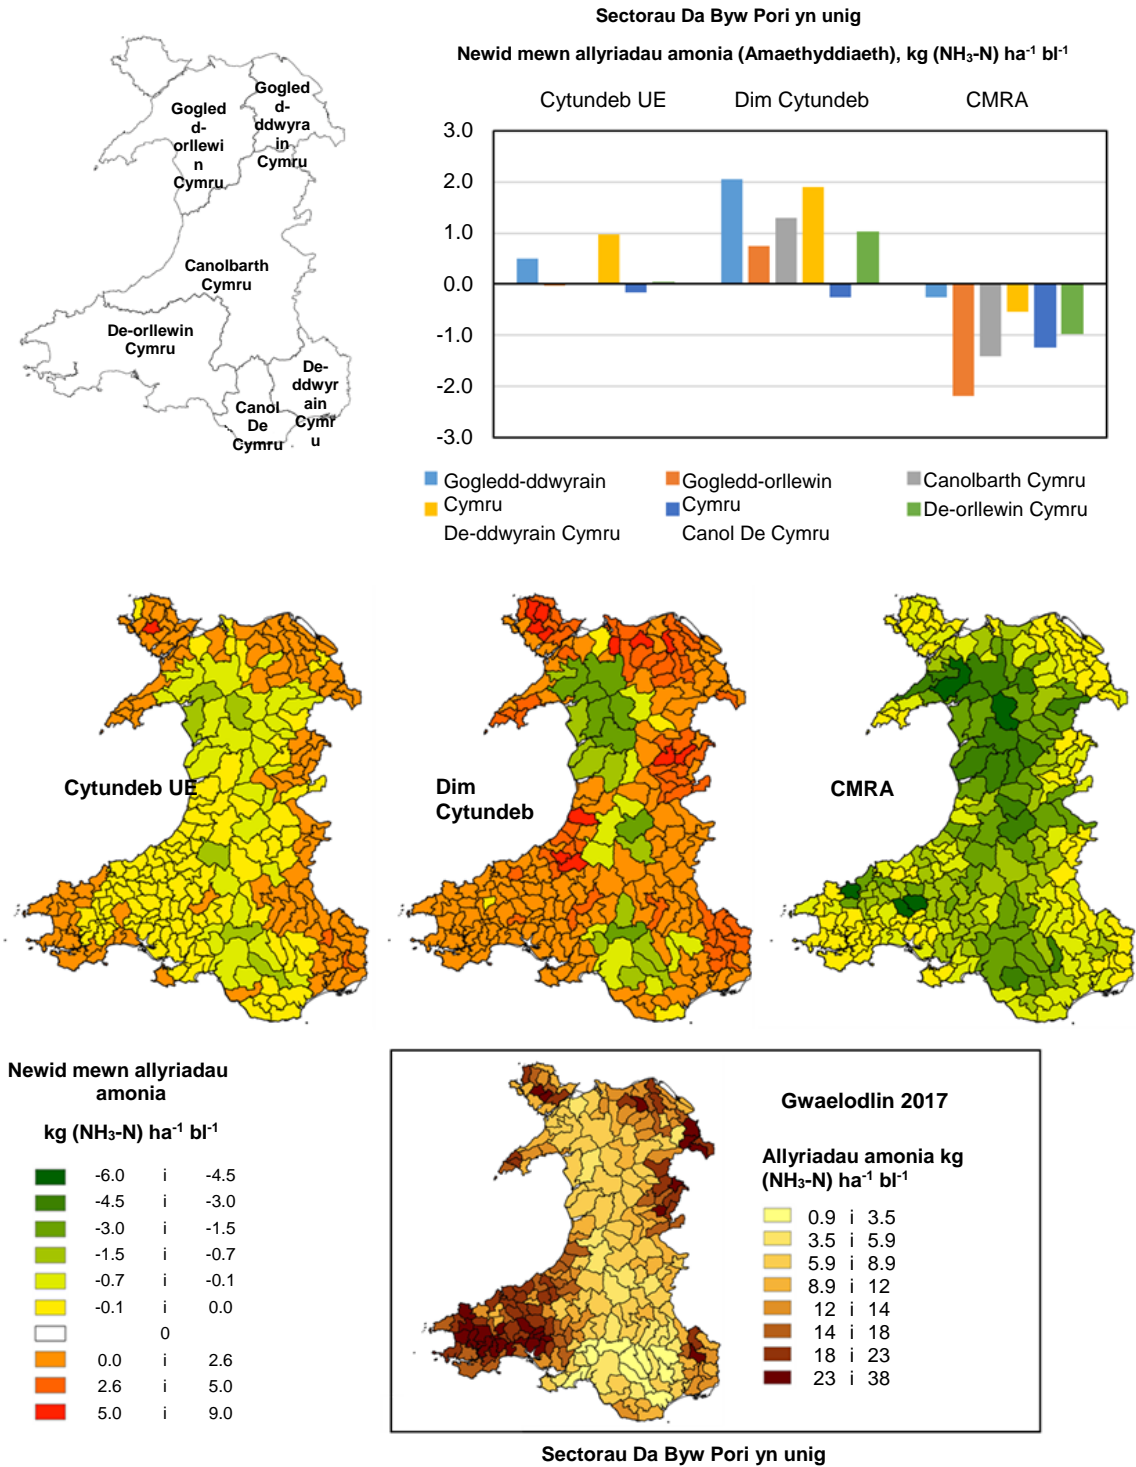 Sectorau Da Byw Pori yn unig
Newid mewn allyriadau amonia (Amaethyddiaeth), kg (NH₃-N) ha⁻¹ bl⁻¹
Gogled
d-
orllewi
n
Cymru
Gogled
d-
ddwyra
in
Cymru
Canolbarth
Cymru
De-orllewin
Cymru
De-
ddwyr
ain
Cymr
u
Canol
De
Cymru
Cytundeb UE
Dim Cytundeb
CMRA
3.0
2.0
1.0
0.0
-1.0
-2.0
-3.0
Gogledd-ddwyrain
Cymru
Gogledd-orllewin
Cymru
Canolbarth Cymru
De-ddwyrain Cymru
Canol De Cymru
De-orllewin Cymru
Cytundeb UE
Dim
Cytundeb
CMRA
Newid mewn allyriadau
amonia
kg (NH₃-N) ha⁻¹ bl⁻¹
-6.0 i -4.5
-4.5 i -3.0
-3.0 i -1.5
-1.5 i -0.7
-0.7 i -0.1
-0.1 i 0.0
0
0.0 i 2.6
2.6 i 5.0
5.0 i 9.0
Gwaelodlin 2017
Allyriadau amonia kg
(NH₃-N) ha⁻¹ bl⁻¹
0.9 i 3.5
3.5 i 5.9
5.9 i 8.9
8.9 i 12
12 i 14
14 i 18
18 i 23
23 i 38
Sectorau Da Byw Pori yn unig